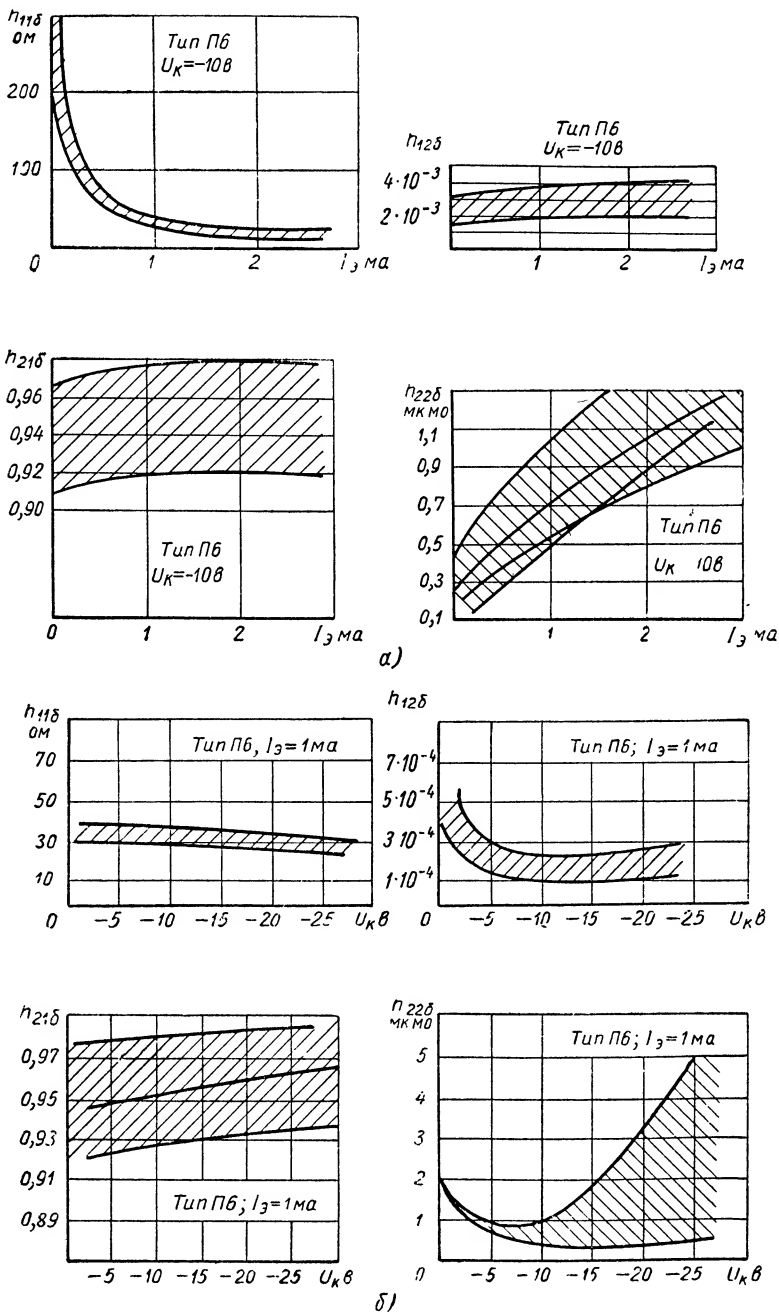 h11б
ом
200
100
0
1
2
Iэ ма
Тип П6
Uк=−10в
h12б
4·10⁻³
2·10⁻³
Тип П6
Uк=−10в
1
2
Iэ ма
h21б
0,96
0,94
0,92
0,90
Тип П6
Uк=−10в
0
1
2
Iэ ма
h22б
мк мо
1,1
0,9
0,7
0,5
0,3
0,1
Тип П6
Uк 10в
1
2
Iэ ма
а)
h11б
ом
70
50
30
10
Тип П6, Iэ=1ма
0 −5 −10 −15 −20 −25 Uк в
h12б
7·10⁻⁴
5·10⁻⁴
3 10⁻⁴
1·10⁻⁴
Тип П6; Iэ=1ма
0 −5 −10 −15 −20 −25 Uк в
h21б
0,97
0,95
0,93
0,91
0,89
Тип П6; Iэ=1ма
−5 −10 −15 −20 −25 Uк в
h22б
мк мо
5
4
3
2
1
0
Тип П6; Iэ=1ма
−5 −10 −15 −20 −25 Uк в
б)